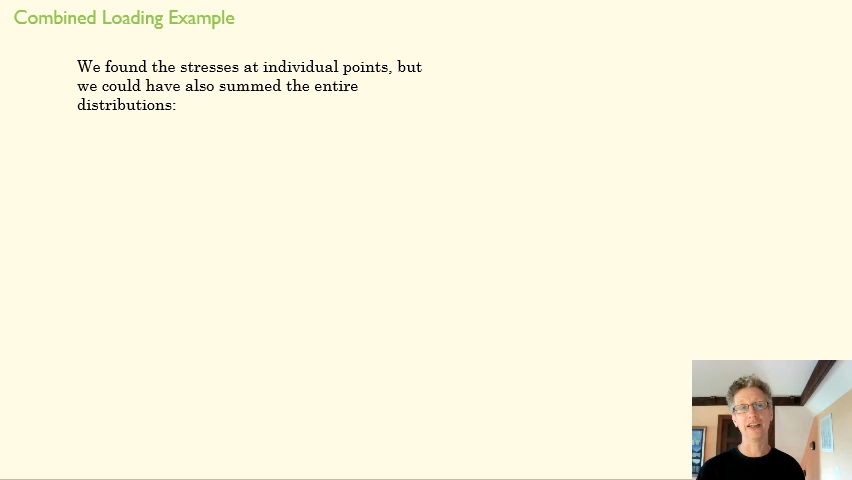 Combined Loading Example
We found the stresses at individual points, but
we could have also summed the entire
distributions: